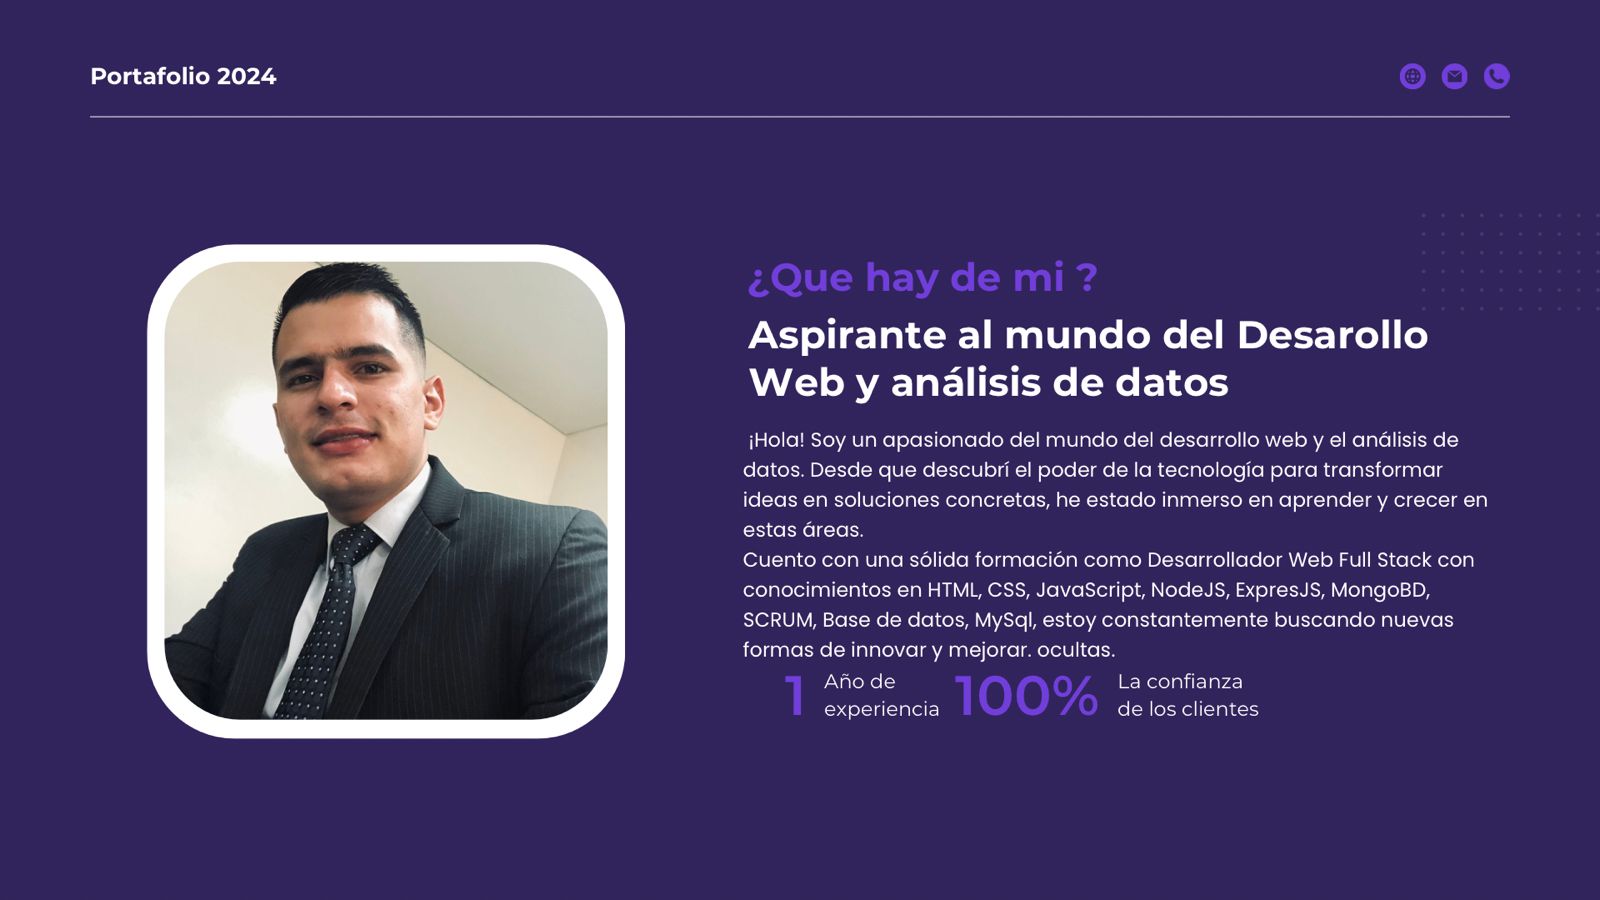 Portafolio 2024
¿Que hay de mi ?
Aspirante al mundo del Desarollo
Web y análisis de datos
¡Hola! Soy un apasionado del mundo del desarrollo web y el análisis de
datos. Desde que descubrí el poder de la tecnología para transformar
ideas en soluciones concretas, he estado inmerso en aprender y crecer en
estas áreas.
Cuento con una sólida formación como Desarrollador Web Full Stack con
conocimientos en HTML, CSS, JavaScript, NodeJS, ExpresJS, MongoBD,
SCRUM, Base de datos, MySql, estoy constantemente buscando nuevas
formas de innovar y mejorar. ocultas.
1
Año de
experiencia
100%
La confianza
de los clientes